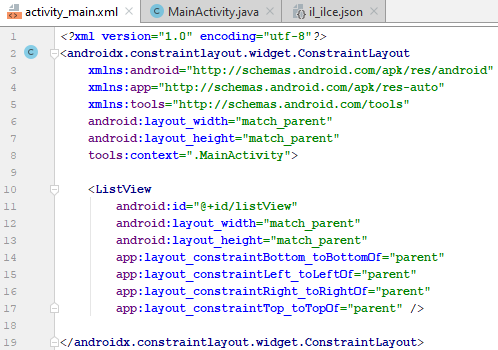 activity_main.xml MainActivity.java il_ilce.json
1 <?xml version="1.0" encoding="utf-8"?>
2 <androidx.constraintlayout.widget.ConstraintLayout
3 xmlns:android="http://schemas.android.com/apk/res/android"
4 xmlns:app="http://schemas.android.com/apk/res-auto"
5 xmlns:tools="http://schemas.android.com/tools"
6 android:layout_width="match_parent"
7 android:layout_height="match_parent"
8 tools:context=".MainActivity">
9
10 <ListView
11 android:id="@+id/listView"
12 android:layout_width="match_parent"
13 android:layout_height="match_parent"
14 app:layout_constraintBottom_toBottomOf="parent"
15 app:layout_constraintLeft_toLeftOf="parent"
16 app:layout_constraintRight_toRightOf="parent"
17 app:layout_constraintTop_toTopOf="parent" />
18
19 </androidx.constraintlayout.widget.ConstraintLayout>